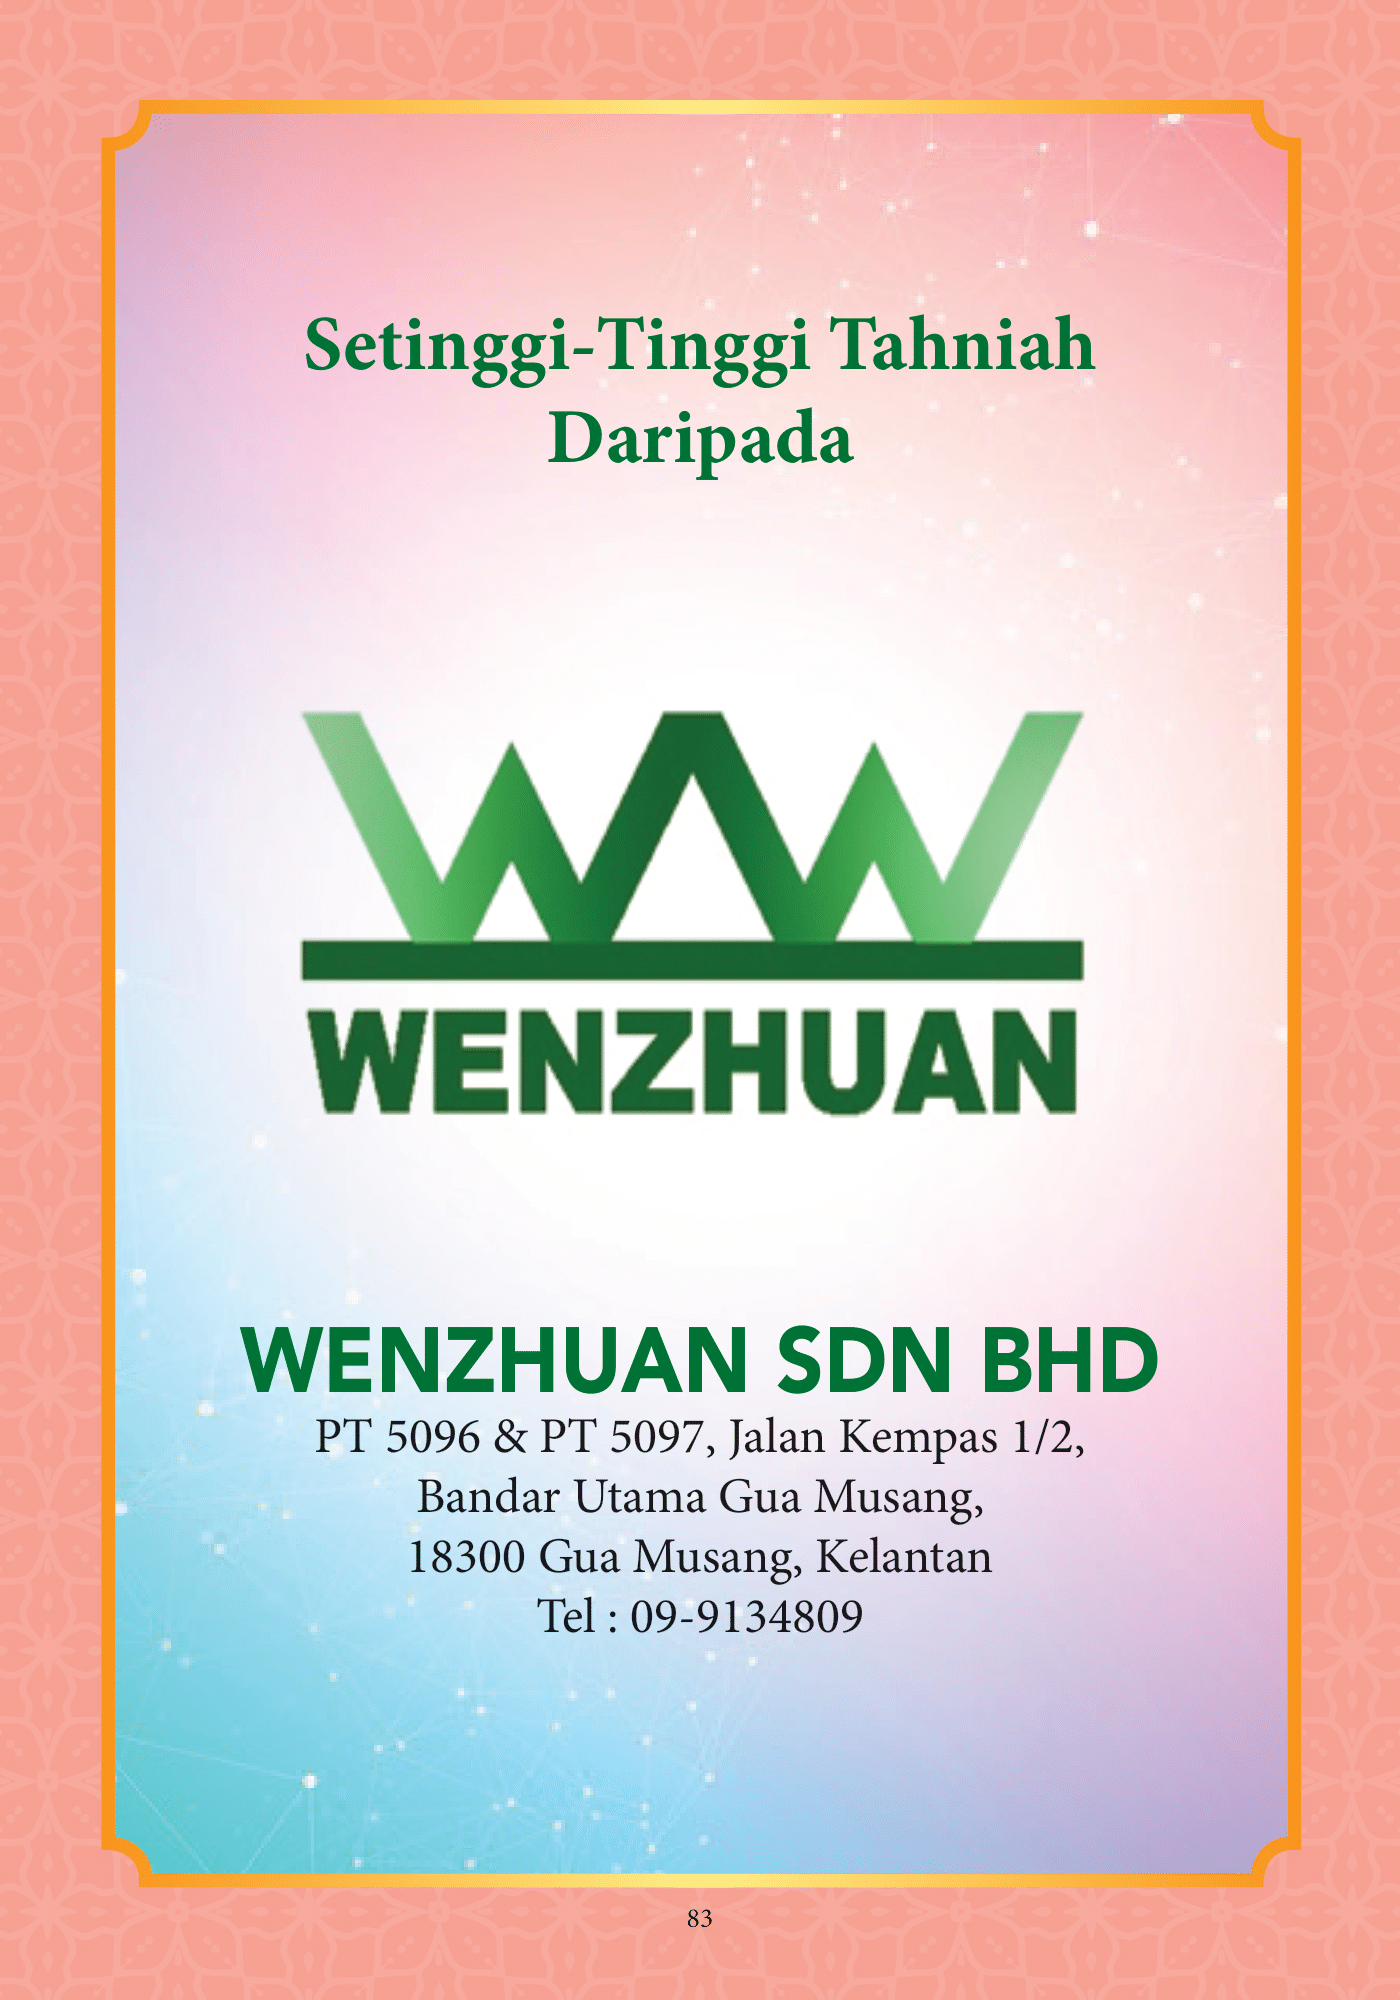 Setinggi-Tinggi Tahniah
Daripada
WENZHUAN
WENZHUAN SDN BHD
PT 5096 & PT 5097, Jalan Kempas 1/2,
Bandar Utama Gua Musang,
18300 Gua Musang, Kelantan
Tel : 09-9134809
83